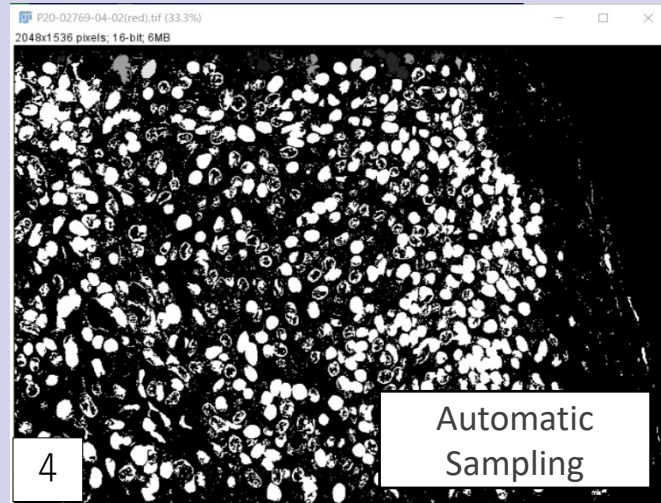 P20-02769-04-02(red).tif (33.3%)
2048x1536 pixels; 16-bit; 6MB
Automatic
Sampling
4